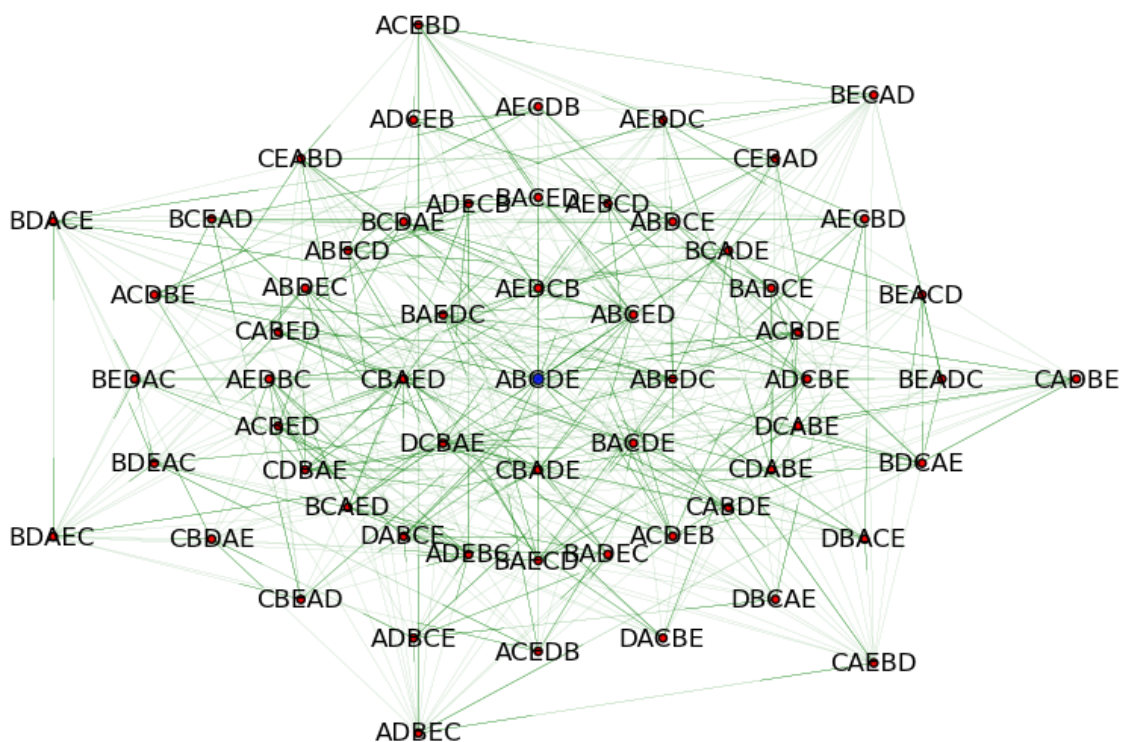 ACEBD
BECAD
AECDB
ADCEB AEBDC
CEABD CEBAD
BACED
ADECB AEBCD
BDACE BCEAD BCDAE ABDCE AECBD
ABECD BCADE
ABDEC AEDCB BADCE
ACDBE BEACD
BAEDC ABCED
CABED ACBDE
BEDAC AEDBC CBAED ABCDE ABEDC ADCBE BEADC CADBE
ACBED DCABE
DCBAE BACDE
BDEAC BDCAE
CDBAE CBADE CDABE
BCAED CABDE
BDAEC CBDAE DABCE ACDEB DBACE
ADEBC BADEC
BAECD
CBEAD DBCAE
ADBCE DACBE
ACEDB
CAEBD
ADBEC